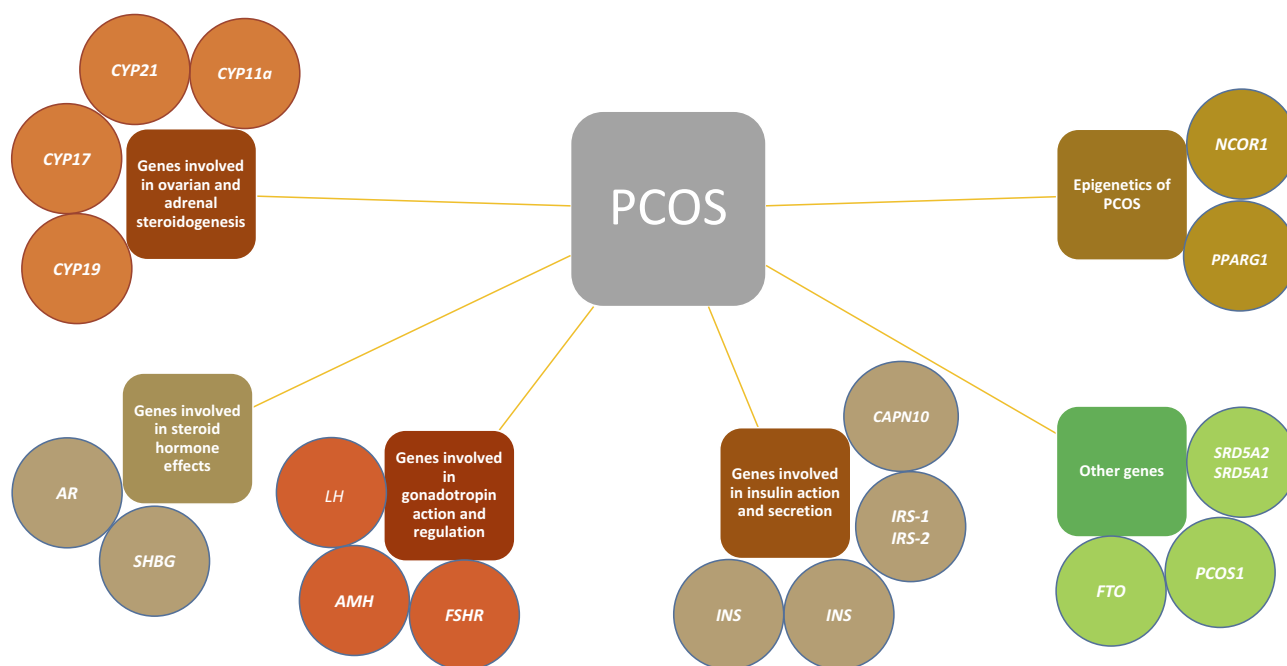 PCOS
CYP21
CYP11a
CYP17
CYP19
Genes involved
in ovarian and
adrenal
steroidogenesis
Epigenetics of
PCOS
NCOR1
PPARG1
Genes involved
in steroid
hormone
effects
AR
SHBG
Genes involved
in
gonadotropin
action and
regulation
LH
AMH
FSHR
Genes involved
in insulin action
and secretion
CAPN10
IRS-1
IRS-2
INS
INS
Other genes
SRD5A2
SRD5A1
PCOS1
FTO